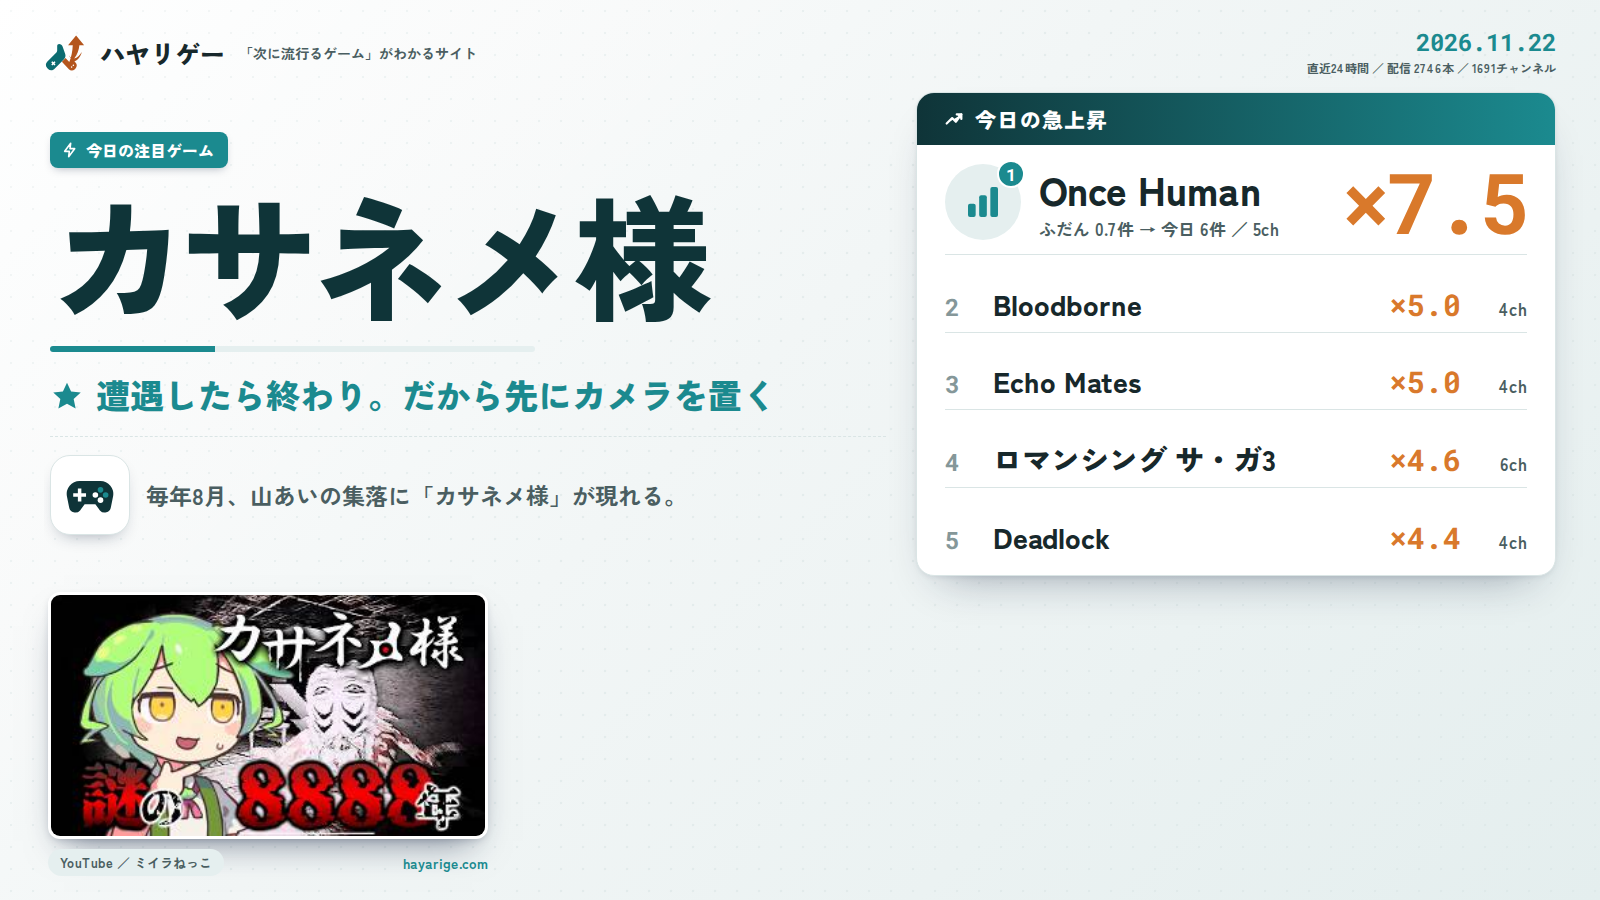 ハヤリゲー
「次に流行るゲーム」がわかるサイト
2026.11.22
直近24時間 ／ 配信 2746本 ／ 1691チャンネル
今日の注目ゲーム
カサネメ様
遭遇したら終わり。だから先にカメラを置く
毎年8月、山あいの集落に「カサネメ様」が現れる。
カサネメ様
謎の8888年
YouTube ／ ミイラねっこ
hayarige.com
今日の急上昇
1
Once Human
×7.5
ふだん 0.7件 → 今日 6件 ／ 5ch
2 Bloodborne ×5.0 4ch
3 Echo Mates ×5.0 4ch
4 ロマンシング サ・ガ3 ×4.6 6ch
5 Deadlock ×4.4 4ch